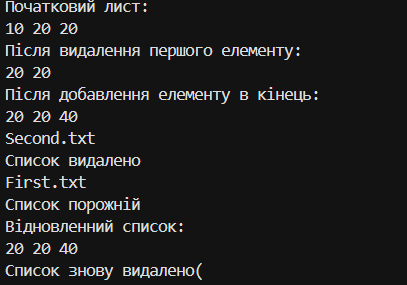 Початковий лист:
10 20 20
Після видалення першого елементу:
20 20
Після добавлення елементу в кінець:
20 20 40
Second.txt
Список видалено
First.txt
Список порожній
Відновленний список:
20 20 40
Список знову видалено(